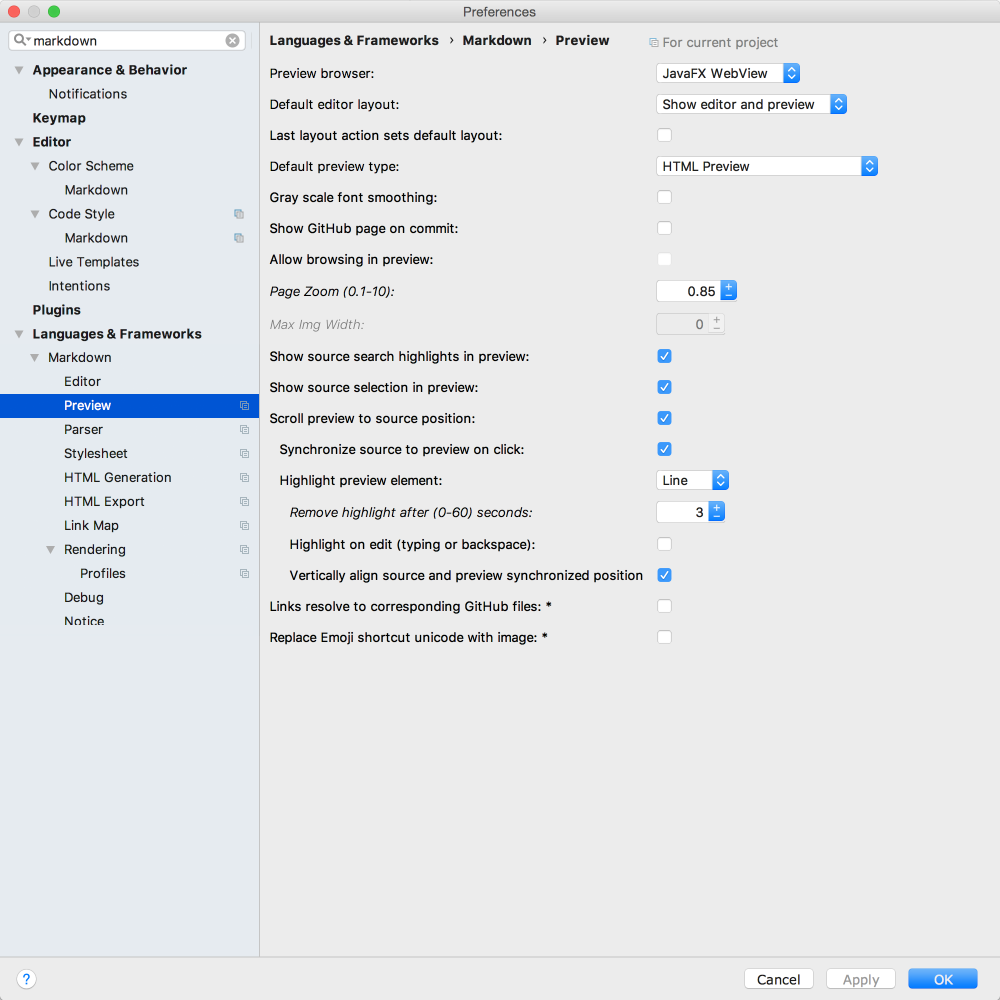 Preferences
markdown
Appearance & Behavior
Notifications
Keymap
Editor
Color Scheme
Markdown
Code Style
Markdown
Live Templates
Intentions
Plugins
Languages & Frameworks
Markdown
Editor
Preview
Parser
Stylesheet
HTML Generation
HTML Export
Link Map
Rendering
Profiles
Debug
Notice
Languages & Frameworks › Markdown › Preview For current project
Preview browser: JavaFX WebView
Default editor layout: Show editor and preview
Last layout action sets default layout:
Default preview type: HTML Preview
Gray scale font smoothing:
Show GitHub page on commit:
Allow browsing in preview:
Page Zoom (0.1-10): 0.85
Max Img Width: 0
Show source search highlights in preview:
Show source selection in preview:
Scroll preview to source position:
Synchronize source to preview on click:
Highlight preview element: Line
Remove highlight after (0-60) seconds: 3
Highlight on edit (typing or backspace):
Vertically align source and preview synchronized position
Links resolve to corresponding GitHub files: *
Replace Emoji shortcut unicode with image: *
? Cancel Apply OK